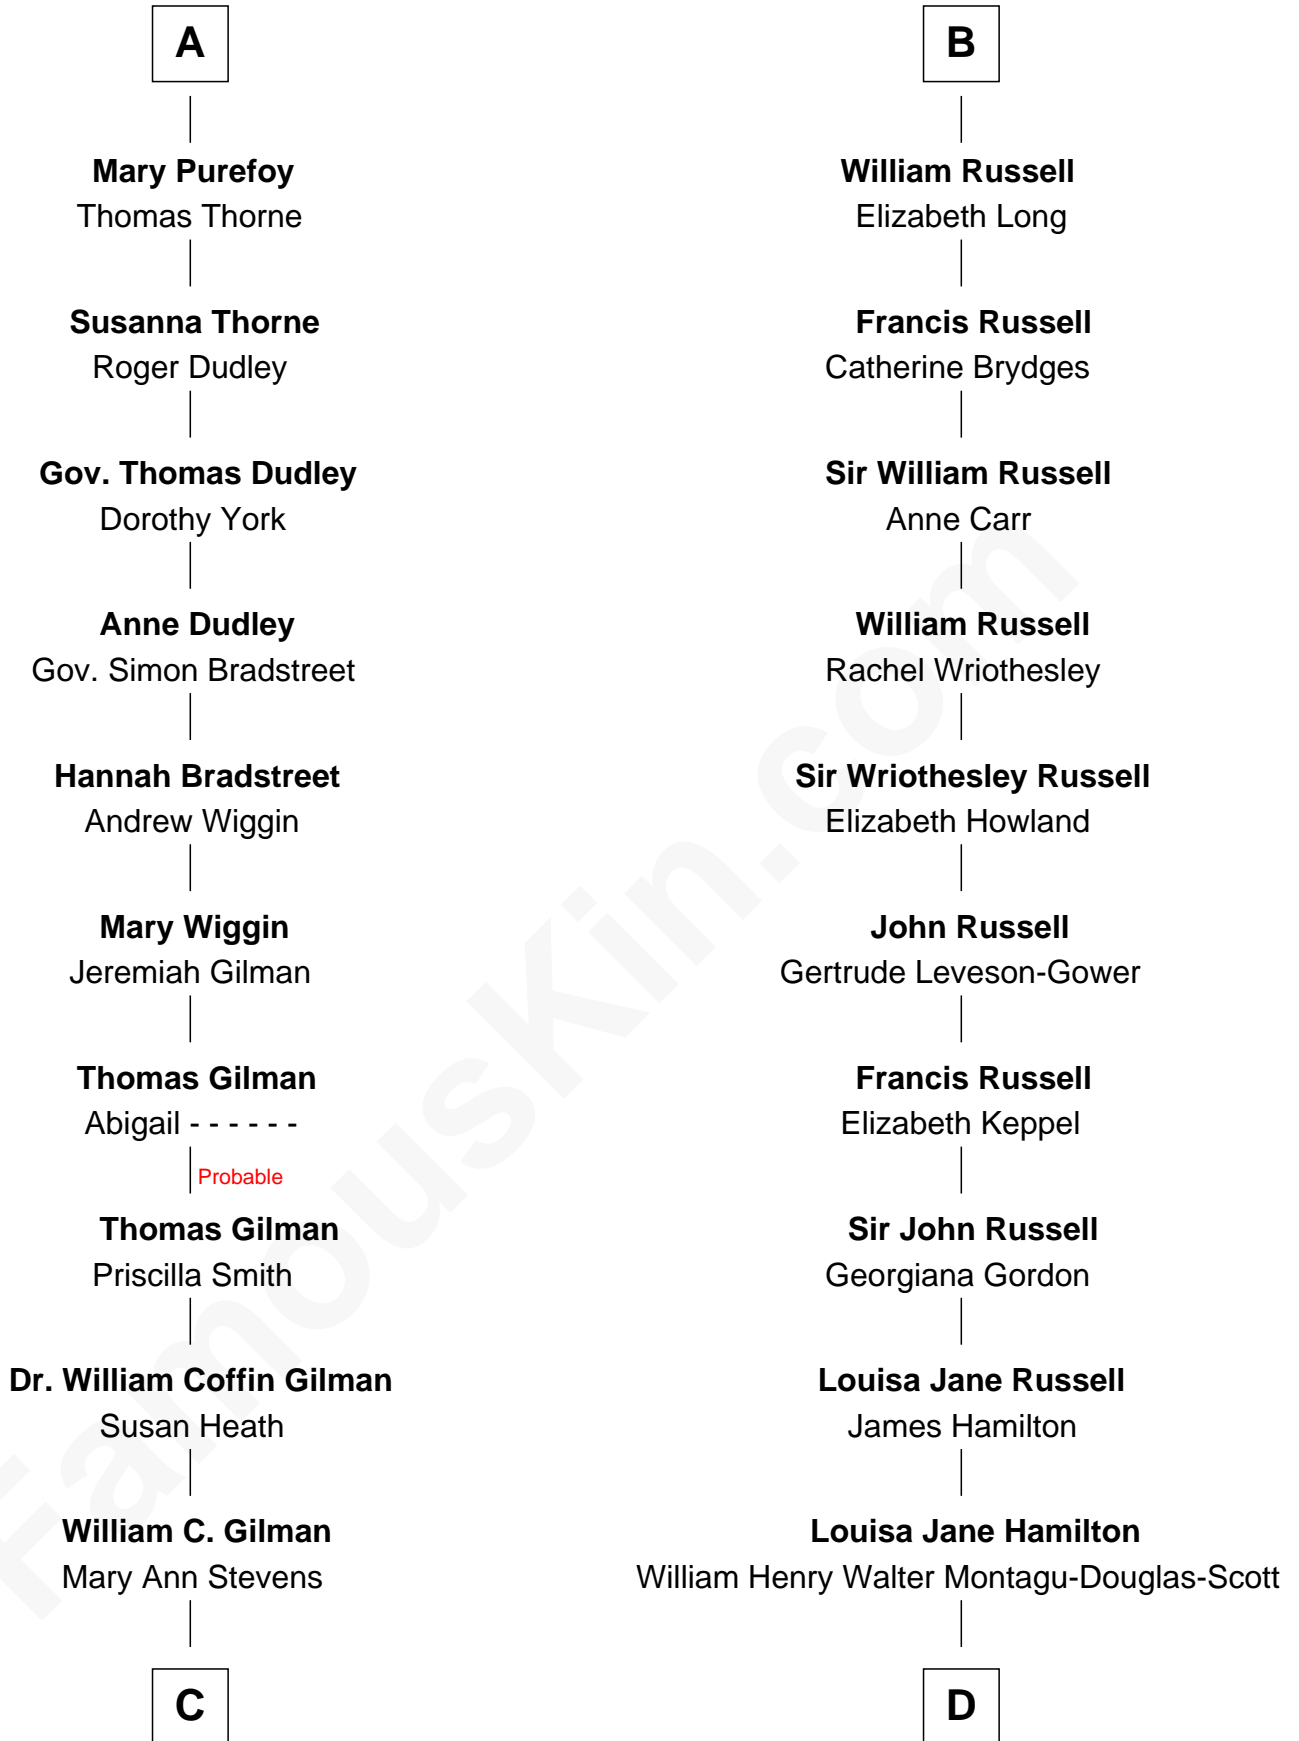 A
Mary Purefoy
Thomas Thorne
Susanna Thorne
Roger Dudley
Gov. Thomas Dudley
Dorothy York
Anne Dudley
Gov. Simon Bradstreet
Hannah Bradstreet
Andrew Wiggin
Mary Wiggin
Jeremiah Gilman
Thomas Gilman
Abigail - - - - - -
Probable
Thomas Gilman
Priscilla Smith
Dr. William Coffin Gilman
Susan Heath
William C. Gilman
Mary Ann Stevens
C
B
William Russell
Elizabeth Long
Francis Russell
Catherine Brydges
Sir William Russell
Anne Carr
William Russell
Rachel Wriothesley
Sir Wriothesley Russell
Elizabeth Howland
John Russell
Gertrude Leveson-Gower
Francis Russell
Elizabeth Keppel
Sir John Russell
Georgiana Gordon
Louisa Jane Russell
James Hamilton
Louisa Jane Hamilton
William Henry Walter Montagu-Douglas-Scott
D
FamousKin.com